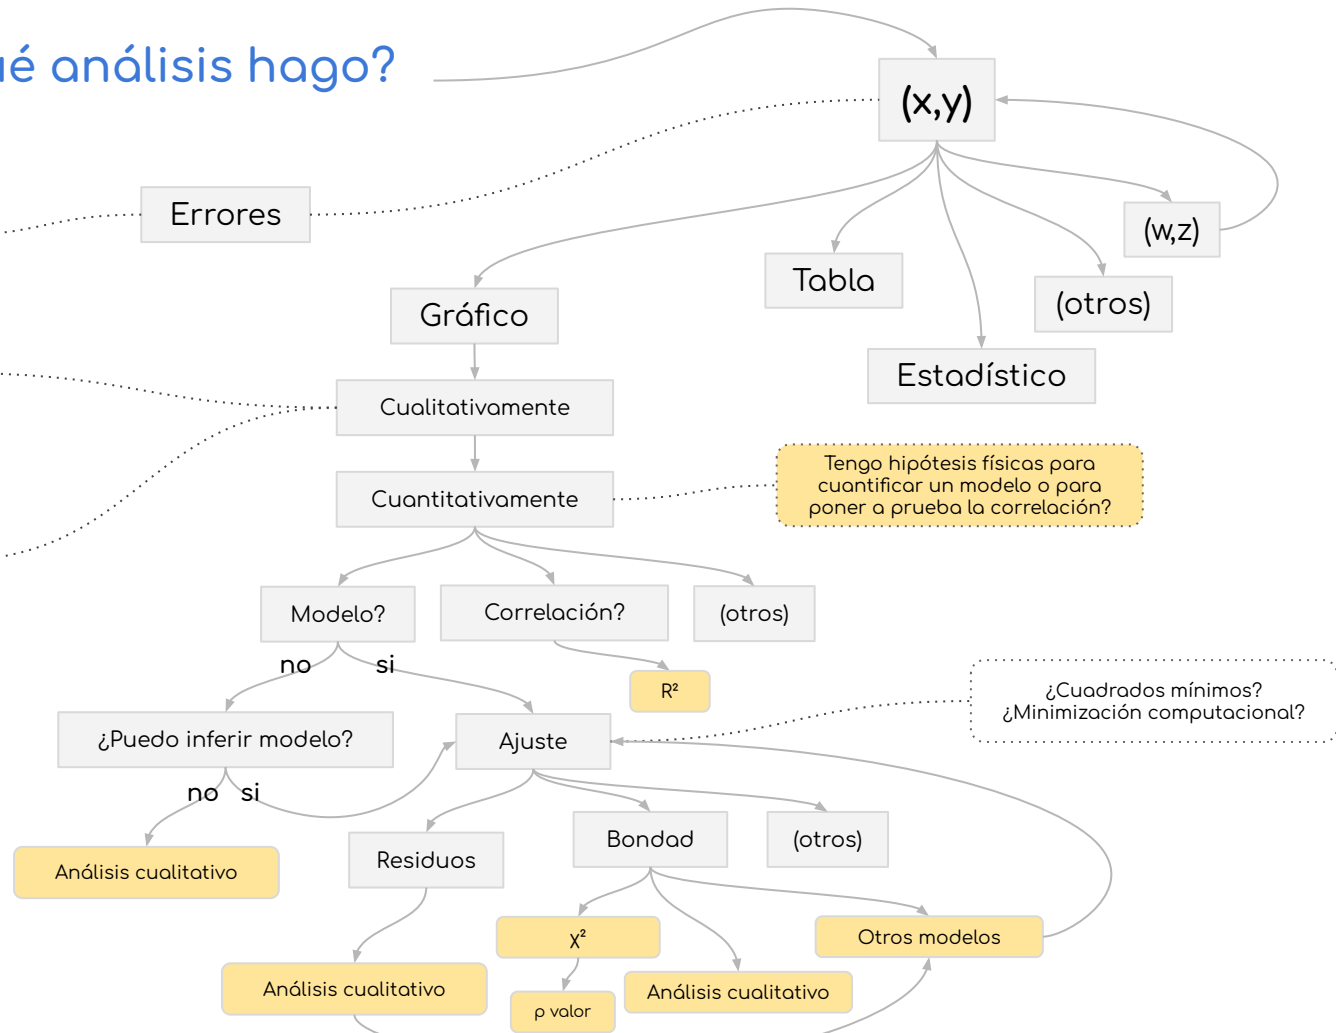 é análisis hago?
(x,y)
Errores
(w,z)
Tabla
(otros)
Gráfico
Estadístico
Cualitativamente
Cuantitativamente
Tengo hipótesis físicas para
cuantificar un modelo o para
poner a prueba la correlación?
Modelo?
Correlación?
(otros)
no
si
R²
¿Cuadrados mínimos?
¿Minimización computacional?
¿Puedo inferir modelo?
Ajuste
no
si
Bondad
(otros)
Residuos
Análisis cualitativo
χ²
Otros modelos
Análisis cualitativo
Análisis cualitativo
p valor